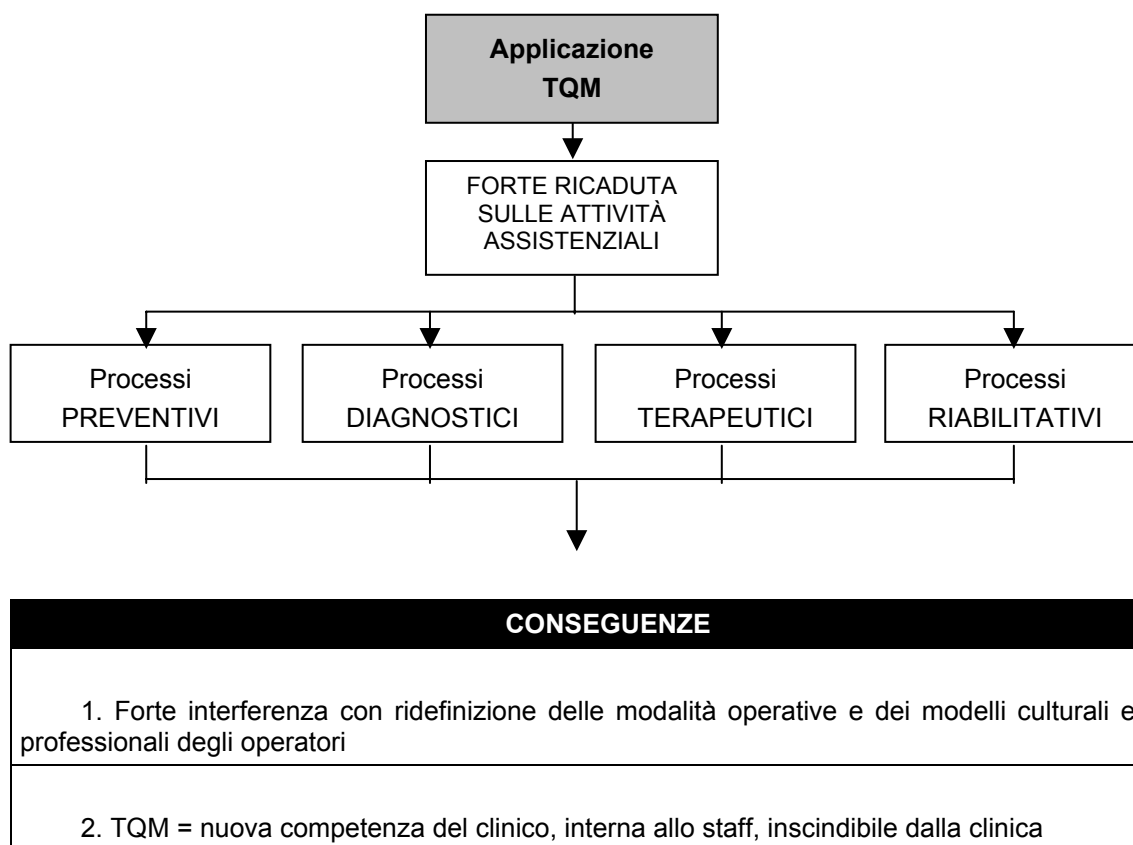 Applicazione
TQM
FORTE RICADUTA
SULLE ATTIVITÀ
ASSISTENZIALI
Processi
PREVENTIVI
Processi
DIAGNOSTICI
Processi
TERAPEUTICI
Processi
RIABILITATIVI
CONSEGUENZE
1. Forte interferenza con ridefinizione delle modalità operative e dei modelli culturali e
professionali degli operatori
2. TQM = nuova competenza del clinico, interna allo staff, inscindibile dalla clinica